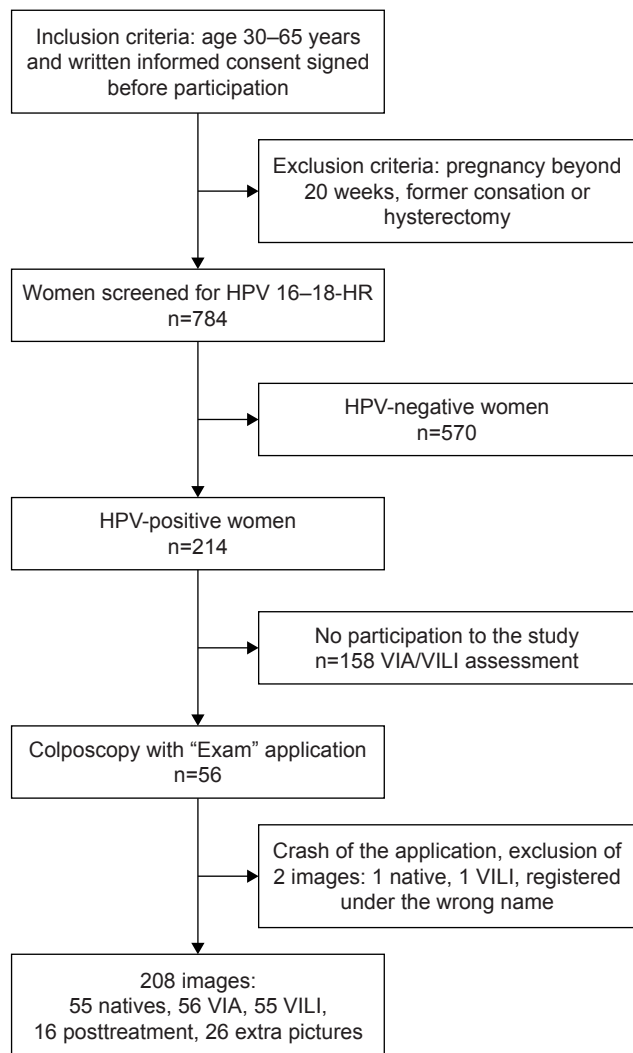 Inclusion criteria: age 30–65 years
and written informed consent signed
before participation
Exclusion criteria: pregnancy beyond
20 weeks, former consation or
hysterectomy
Women screened for HPV 16–18-HR
n=784
HPV-negative women
n=570
HPV-positive women
n=214
No participation to the study
n=158 VIA/VILI assessment
Colposcopy with “Exam” application
n=56
Crash of the application, exclusion of
2 images: 1 native, 1 VILI, registered
under the wrong name
208 images:
55 natives, 56 VIA, 55 VILI,
16 posttreatment, 26 extra pictures